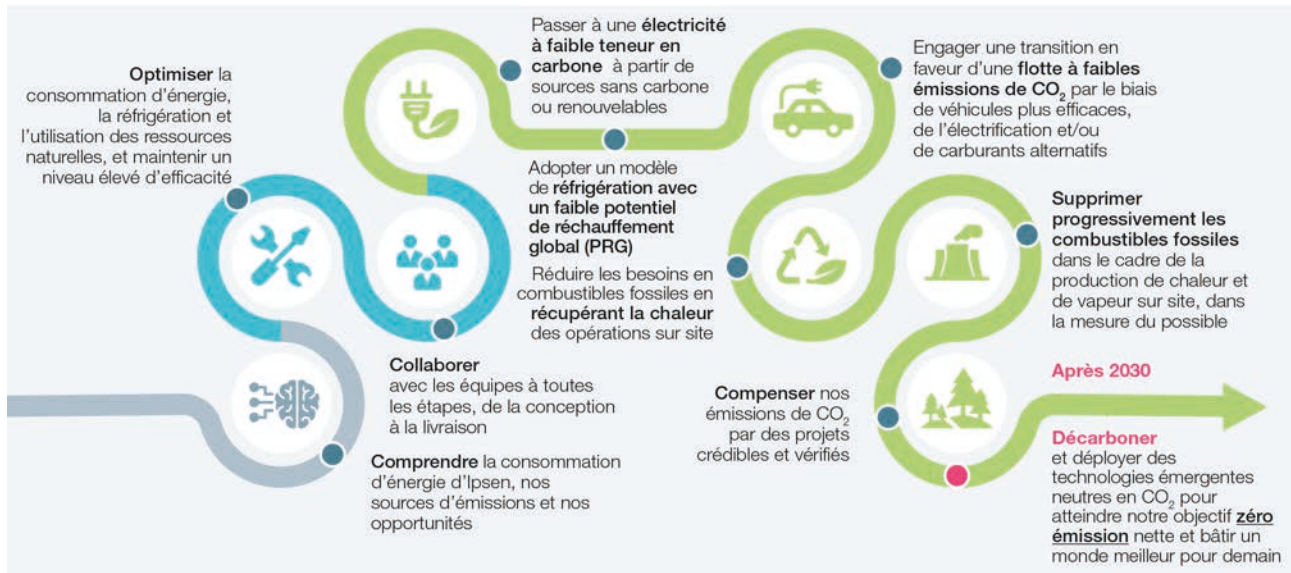 Optimiser la
consommation d'énergie,
la réfrigération et
l'utilisation des ressources
naturelles, et maintenir un
niveau élevé d'efficacité
Passer à une électricité
à faible teneur en
carbone à partir de
sources sans carbone
ou renouvelables
Engager une transition en
faveur d'une flotte à faibles
émissions de CO2 par le biais
de véhicules plus efficaces,
de l'électrification et/ou
de carburants alternatifs
Adopter un modèle
de réfrigération avec
un faible potentiel
de réchauffement
global (PRG)
Réduire les besoins en
combustibles fossiles en
récupérant la chaleur
des opérations sur site
Supprimer
progressivement les
combustibles fossiles
dans le cadre de la
production de chaleur et
de vapeur sur site, dans
la mesure du possible
Collaborer
avec les équipes à toutes
les étapes, de la conception
à la livraison
Comprendre la consommation
d'énergie d'Ipsen, nos
sources d'émissions et nos
opportunités
Compenser nos
émissions de CO2
par des projets
crédibles et vérifiés
Après 2030
Décarboner
et déployer des
technologies émergentes
neutres en CO2 pour
atteindre notre objectif zéro
émission nette et bâtir un
monde meilleur pour demain